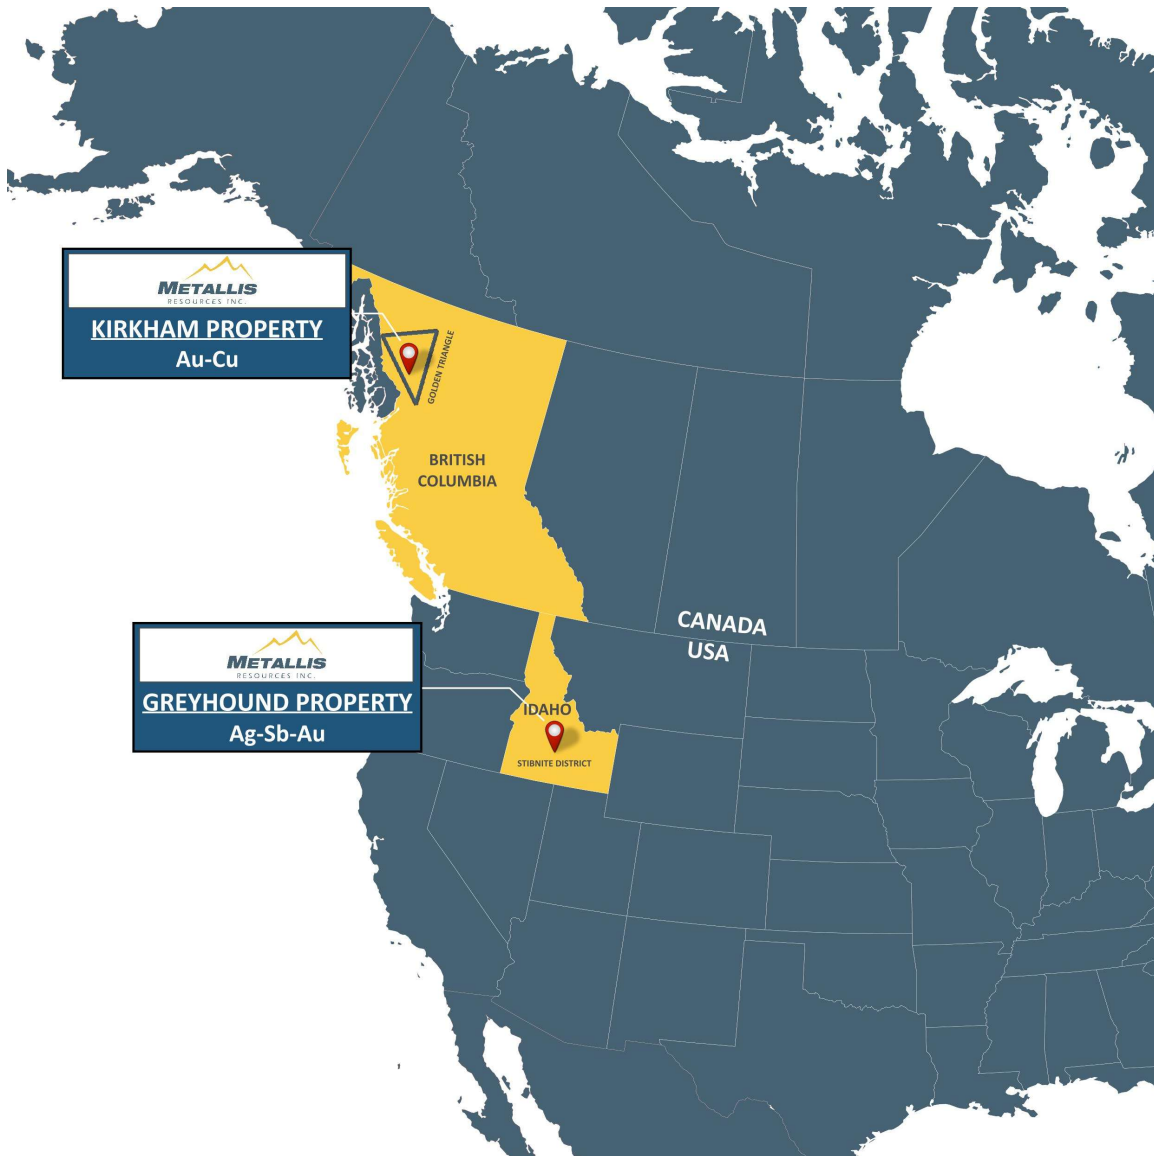 METALLIS
RESOURCES INC.
KIRKHAM PROPERTY
Au-Cu
GOLDEN TRIANGLE
BRITISH
COLUMBIA
CANADA
USA
METALLIS
RESOURCES INC.
GREYHOUND PROPERTY
Ag-Sb-Au
IDAHO
STIBNITE DISTRICT